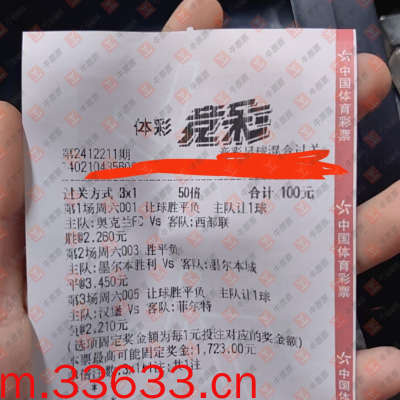 体彩 竞彩
第2412211期 竞彩足球混合过关
过关方式 3x1 50倍 合计 100元
第1场周六001 让球胜平负 主队让1球
主队:奥克兰FC Vs 客队:西部联
胜@2.260元
第2场周六003 胜平负
主队:墨尔本胜利 Vs 客队:墨尔本城
平@3.450元
第3场周六005 让球胜平负 主队让1球
主队:汉堡 Vs 客队:菲尔特
@2.210元
(选项固定奖金额为每1元投注对应的奖金额)
本票最高可能固定奖金:1,723.00元
m.33633.cn
中国体育彩票
中国体育彩票